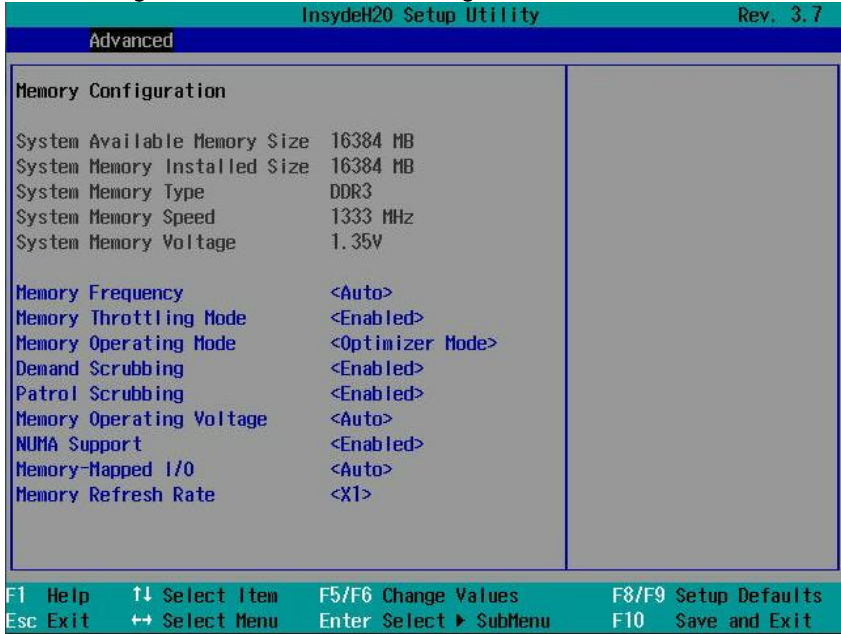 InsydeH20 Setup Utility Rev. 3.7
Advanced
Memory Configuration
System Available Memory Size 16384 MB
System Memory Installed Size 16384 MB
System Memory Type DDR3
System Memory Speed 1333 MHz
System Memory Voltage 1.35V
Memory Frequency <Auto>
Memory Throttling Mode <Enabled>
Memory Operating Mode <Optimizer Mode>
Demand Scrubbing <Enabled>
Patrol Scrubbing <Enabled>
Memory Operating Voltage <Auto>
NUMA Support <Enabled>
Memory-Mapped I/O <Auto>
Memory Refresh Rate <X1>
F1 Help ↑↓ Select Item F5/F6 Change Values F8/F9 Setup Defaults
Esc Exit ↔ Select Menu Enter Select ▶ SubMenu F10 Save and Exit